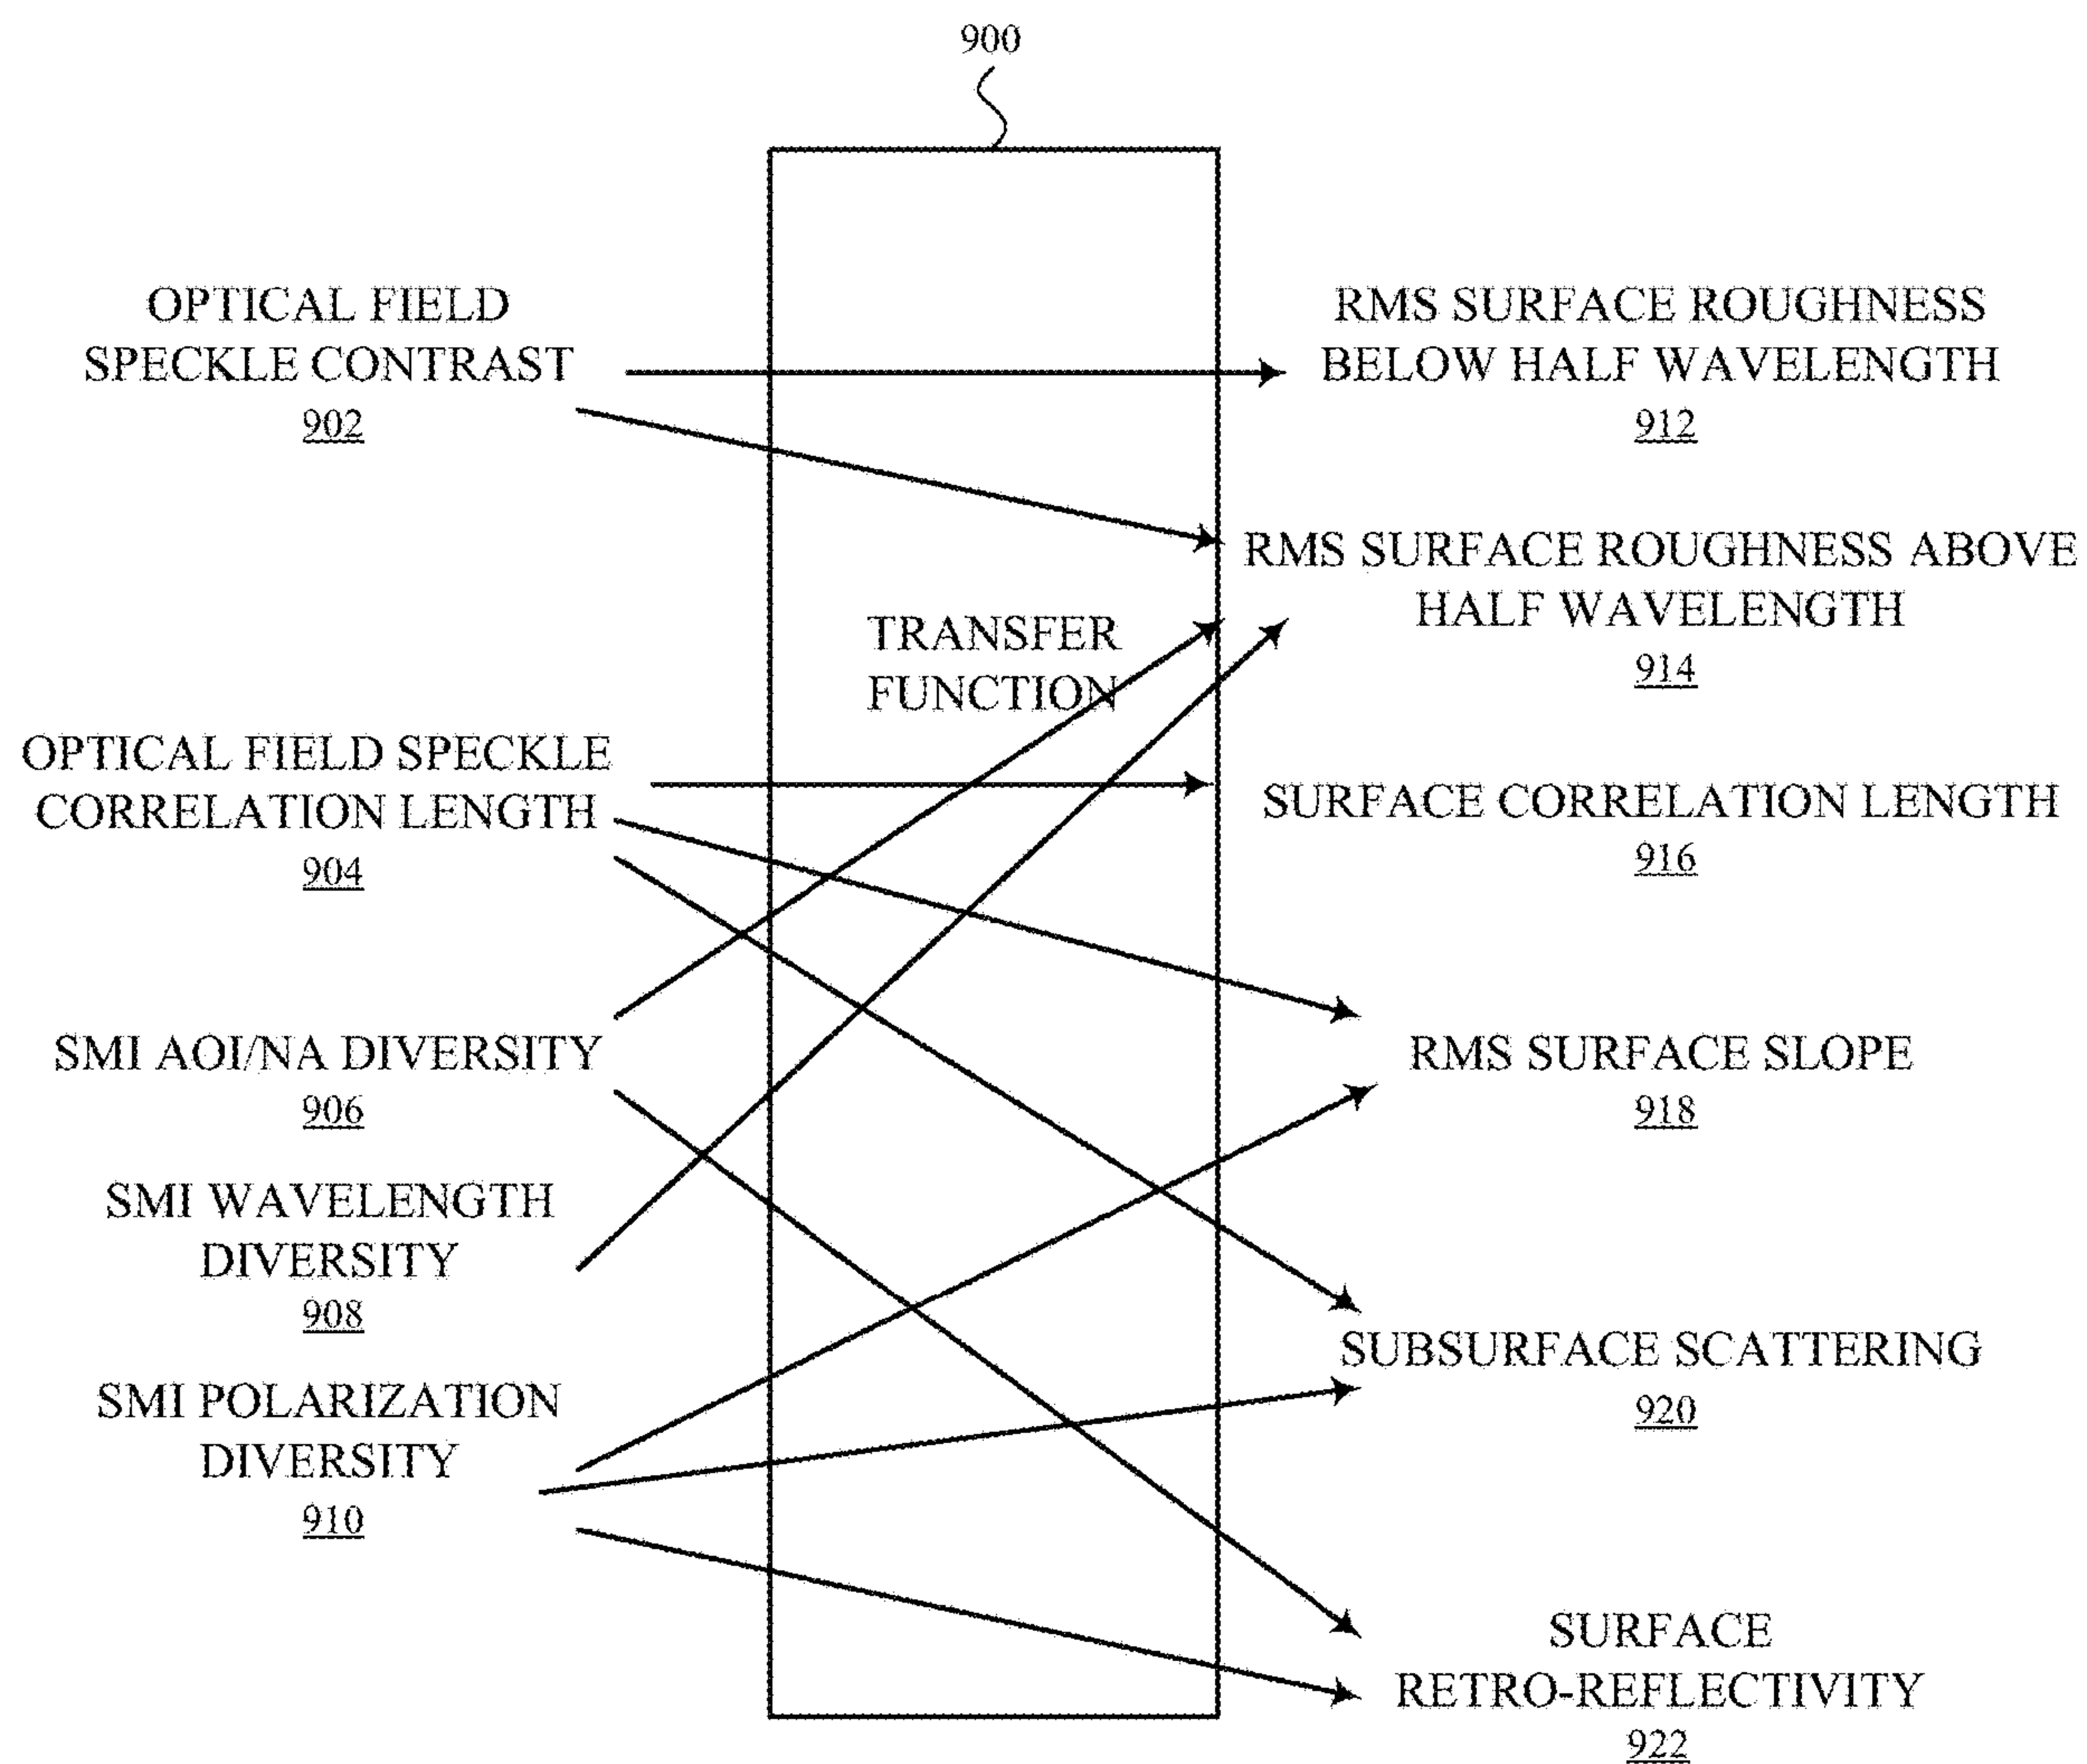 900
OPTICAL FIELD
SPECKLE CONTRAST
902
OPTICAL FIELD SPECKLE
CORRELATION LENGTH
904
SMI AOI/NA DIVERSITY
906
SMI WAVELENGTH
DIVERSITY
908
SMI POLARIZATION
DIVERSITY
910
TRANSFER
FUNCTION
RMS SURFACE ROUGHNESS
BELOW HALF WAVELENGTH
912
RMS SURFACE ROUGHNESS ABOVE
HALF WAVELENGTH
914
SURFACE CORRELATION LENGTH
916
RMS SURFACE SLOPE
918
SUBSURFACE SCATTERING
920
SURFACE
RETRO-REFLECTIVITY
922